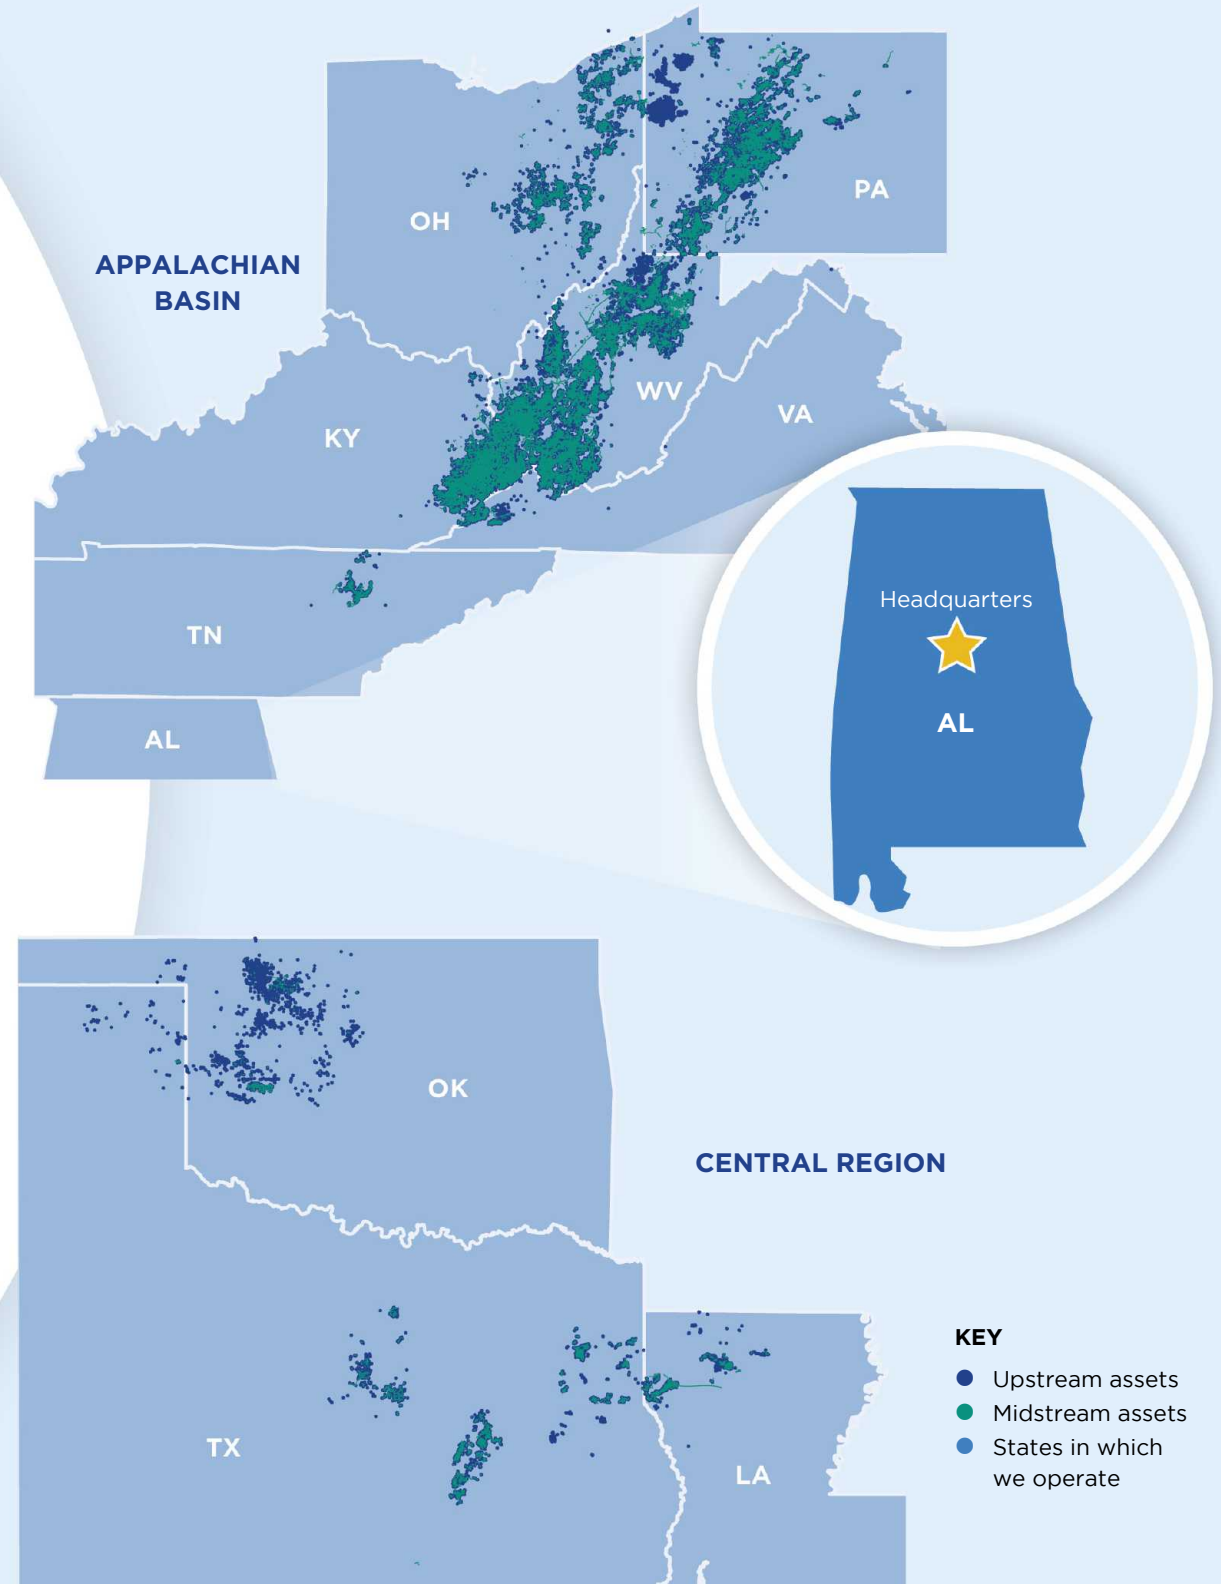 APPALACHIAN
BASIN
OH
PA
WV
VA
KY
TN
AL
Headquarters
AL
OK
CENTRAL REGION
TX
LA
KEY
Upstream assets
Midstream assets
States in which
we operate